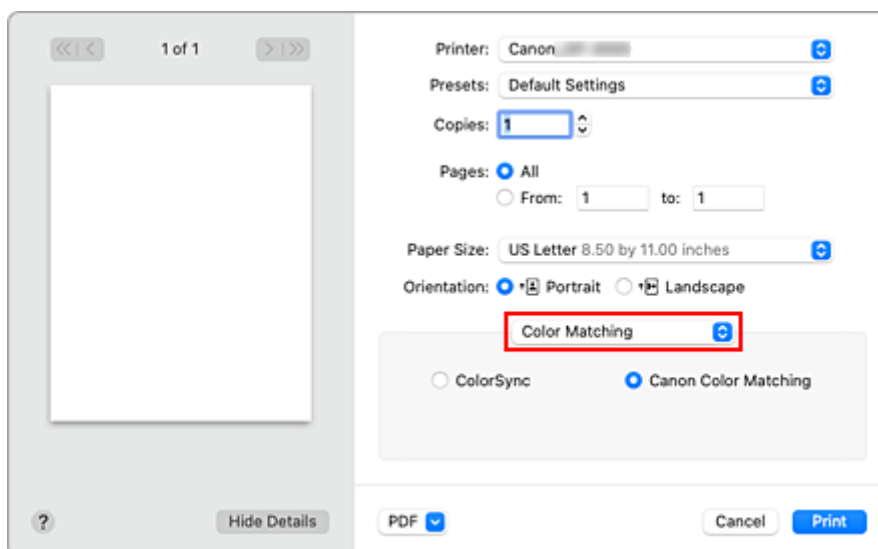 1 of 1
Printer: Canon
Presets: Default Settings
Copies: 1
Pages: All
From: 1 to: 1
Paper Size: US Letter 8.50 by 11.00 inches
Orientation: Portrait Landscape
Color Matching
ColorSync Canon Color Matching
? Hide Details PDF Cancel Print